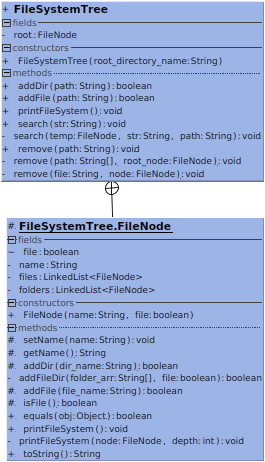 + FileSystemTree
fields
- root:FileNode
constructors
+ FileSystemTree(root_directory_name:String)
methods
+ addDir(path:String):boolean
+ addFile(path:String):boolean
+ printFileSystem():void
+ search(str:String):void
- search(temp:FileNode, str:String, path:String):void
+ remove(path:String):void
- remove(path:String[], root_node:FileNode):void
- remove(file:String, node:FileNode):void
# FileSystemTree.FileNode
fields
~ file:boolean
- name:String
- files:LinkedList<FileNode>
- folders:LinkedList<FileNode>
constructors
+ FileNode(name:String, file:boolean)
methods
# setName(name:String):void
# getName():String
# addDir(dir_name:String):boolean
- addFileDir(folder_arr:String[], file:boolean):boolean
# addFile(file_name:String):boolean
# isFile():boolean
+ equals(obj:Object):boolean
+ printFileSystem():void
- printFileSystem(node:FileNode, depth:int):void
+ toString():String